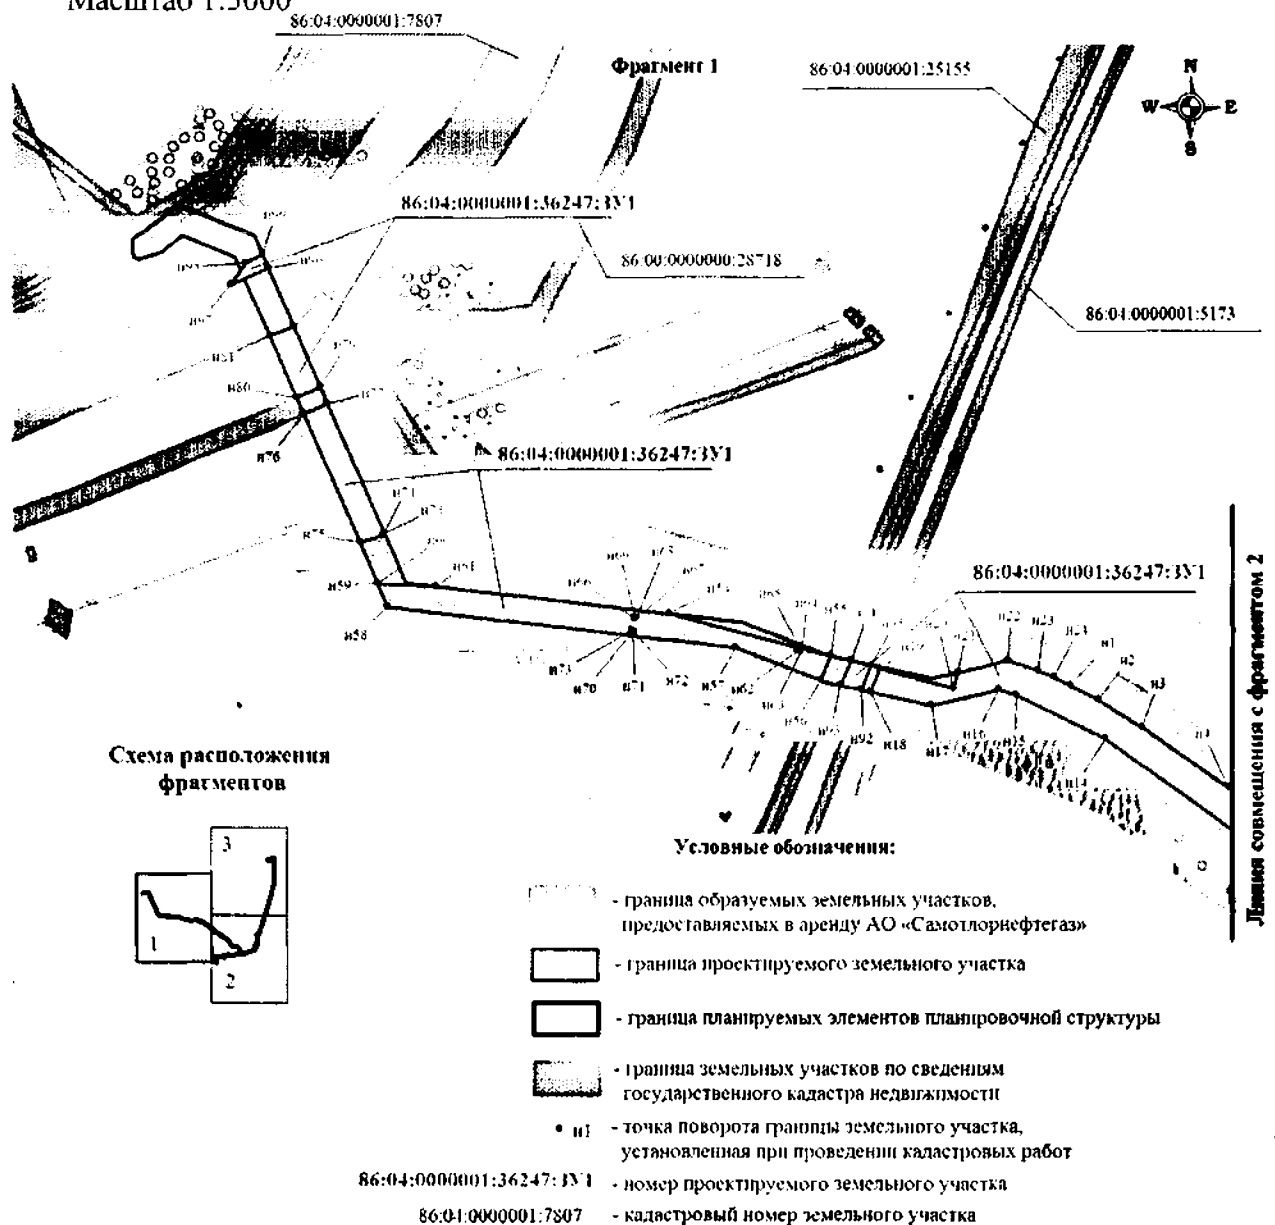 Масштаб 1:5000
86:04:0000001:7807
Фрагмент 1
86:04:0000001:25155
N
W E
S
86:04:0000001:36247:ЗУ1
86:00:0000000:28718
86:04:0000001:5173
н81
н80
н76
86:04:0000001:36247:ЗУ1
н75
н59
н58
86:04:0000001:36247:ЗУ1
н22
н23
н24
н1
н2
н3
н4
н73
н70
н71
н72
н57
н62
н63
н56
н92
н18
н17
н16
н15
н14
Линия совмещения с фрагментом 2
Схема расположения
фрагментов
3
1
2
Условные обозначения:
- граница образуемых земельных участков,
предоставляемых в аренду АО «Самотлорнефтегаз»
- граница проектируемого земельного участка
- граница планируемых элементов планировочной структуры
- граница земельных участков по сведениям
государственного кадастра недвижимости
• н1 - точка поворота границы земельного участка,
установленная при проведении кадастровых работ
86:04:0000001:36247:ЗУ1 - номер проектируемого земельного участка
86:04:0000001:7807 - кадастровый номер земельного участка